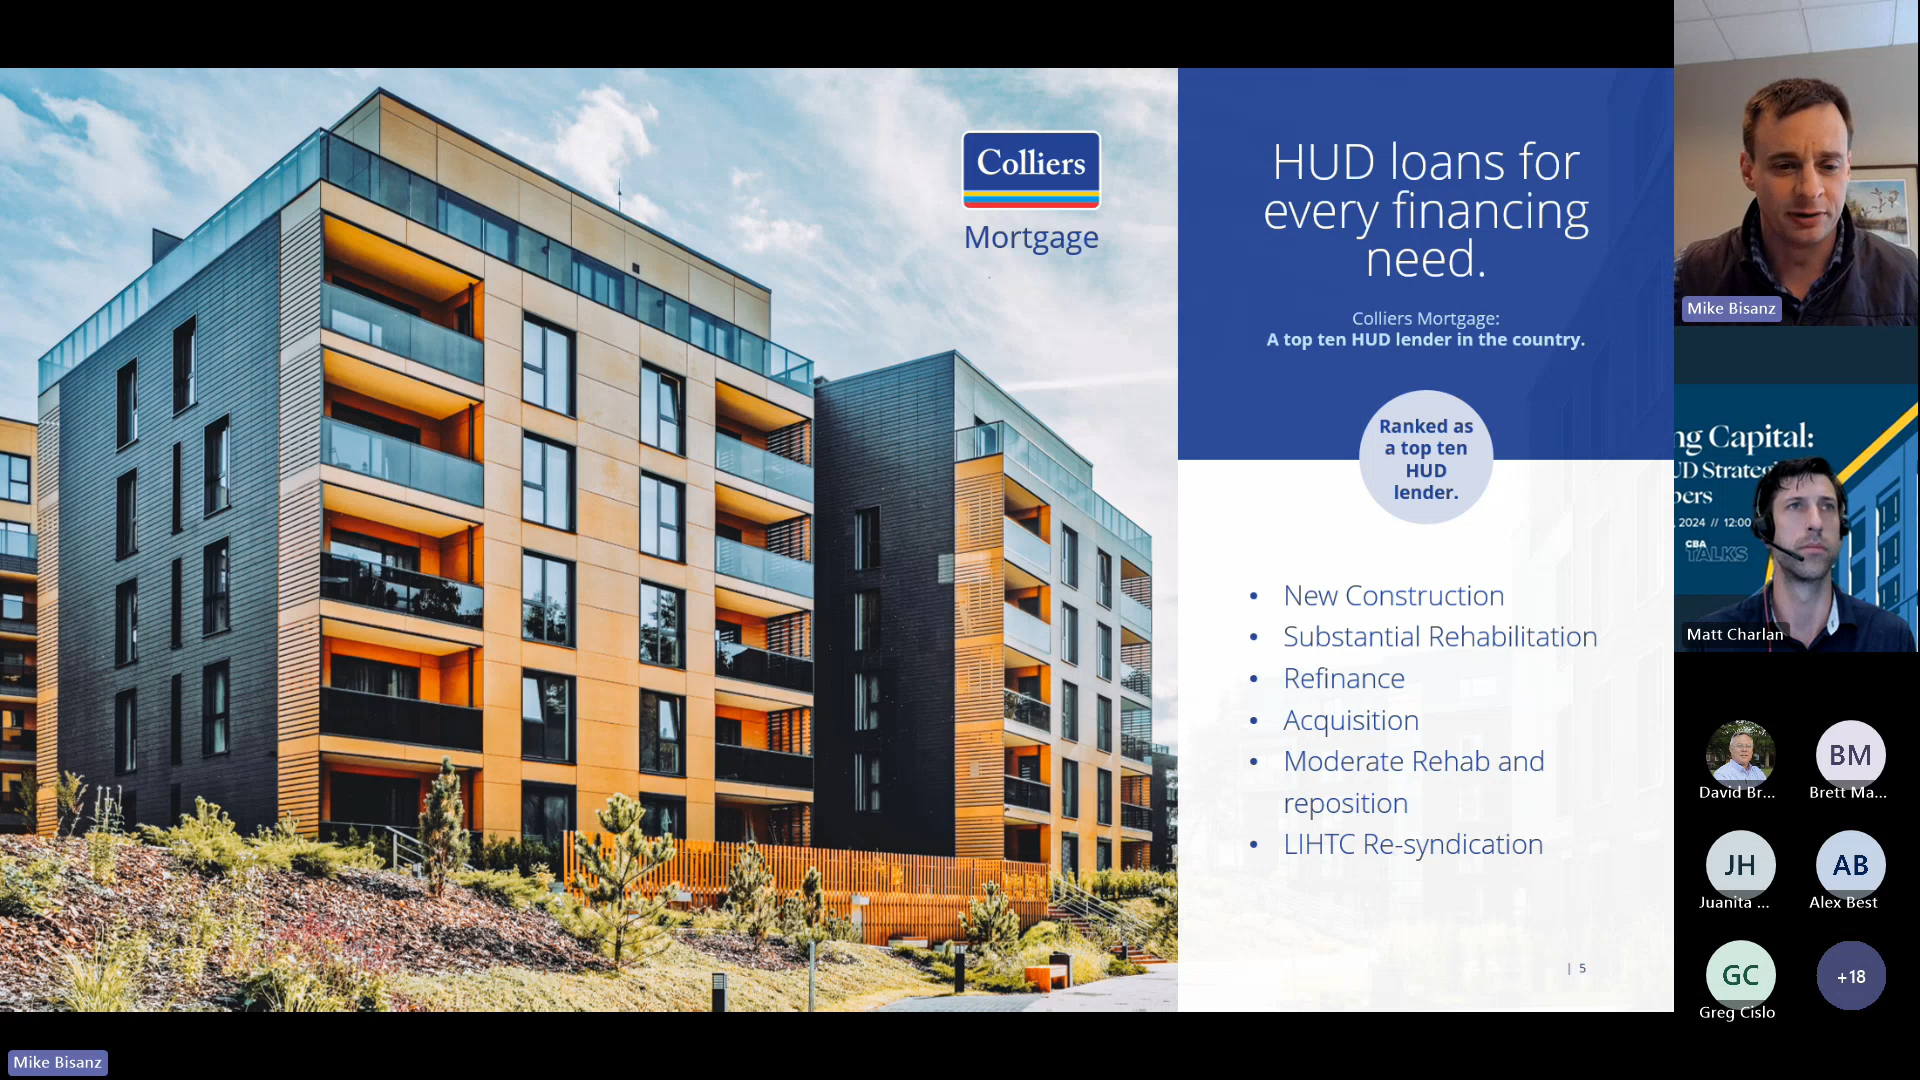 Colliers
Mortgage
HUD loans for
every financing
need.
Colliers Mortgage:
A top ten HUD lender in the country.
Ranked as
a top ten
HUD
lender.
• New Construction
• Substantial Rehabilitation
• Refinance
• Acquisition
• Moderate Rehab and
reposition
• LIHTC Re-syndication
| 5
Mike Bisanz
ng Capital:
UD Strategi
pers
2024 // 12:00
CBA
TALKS
Matt Charlan
David Br...
BM
Brett Ma...
JH
Juanita ...
AB
Alex Best
GC
Greg Cislo
+18
Mike Bisanz